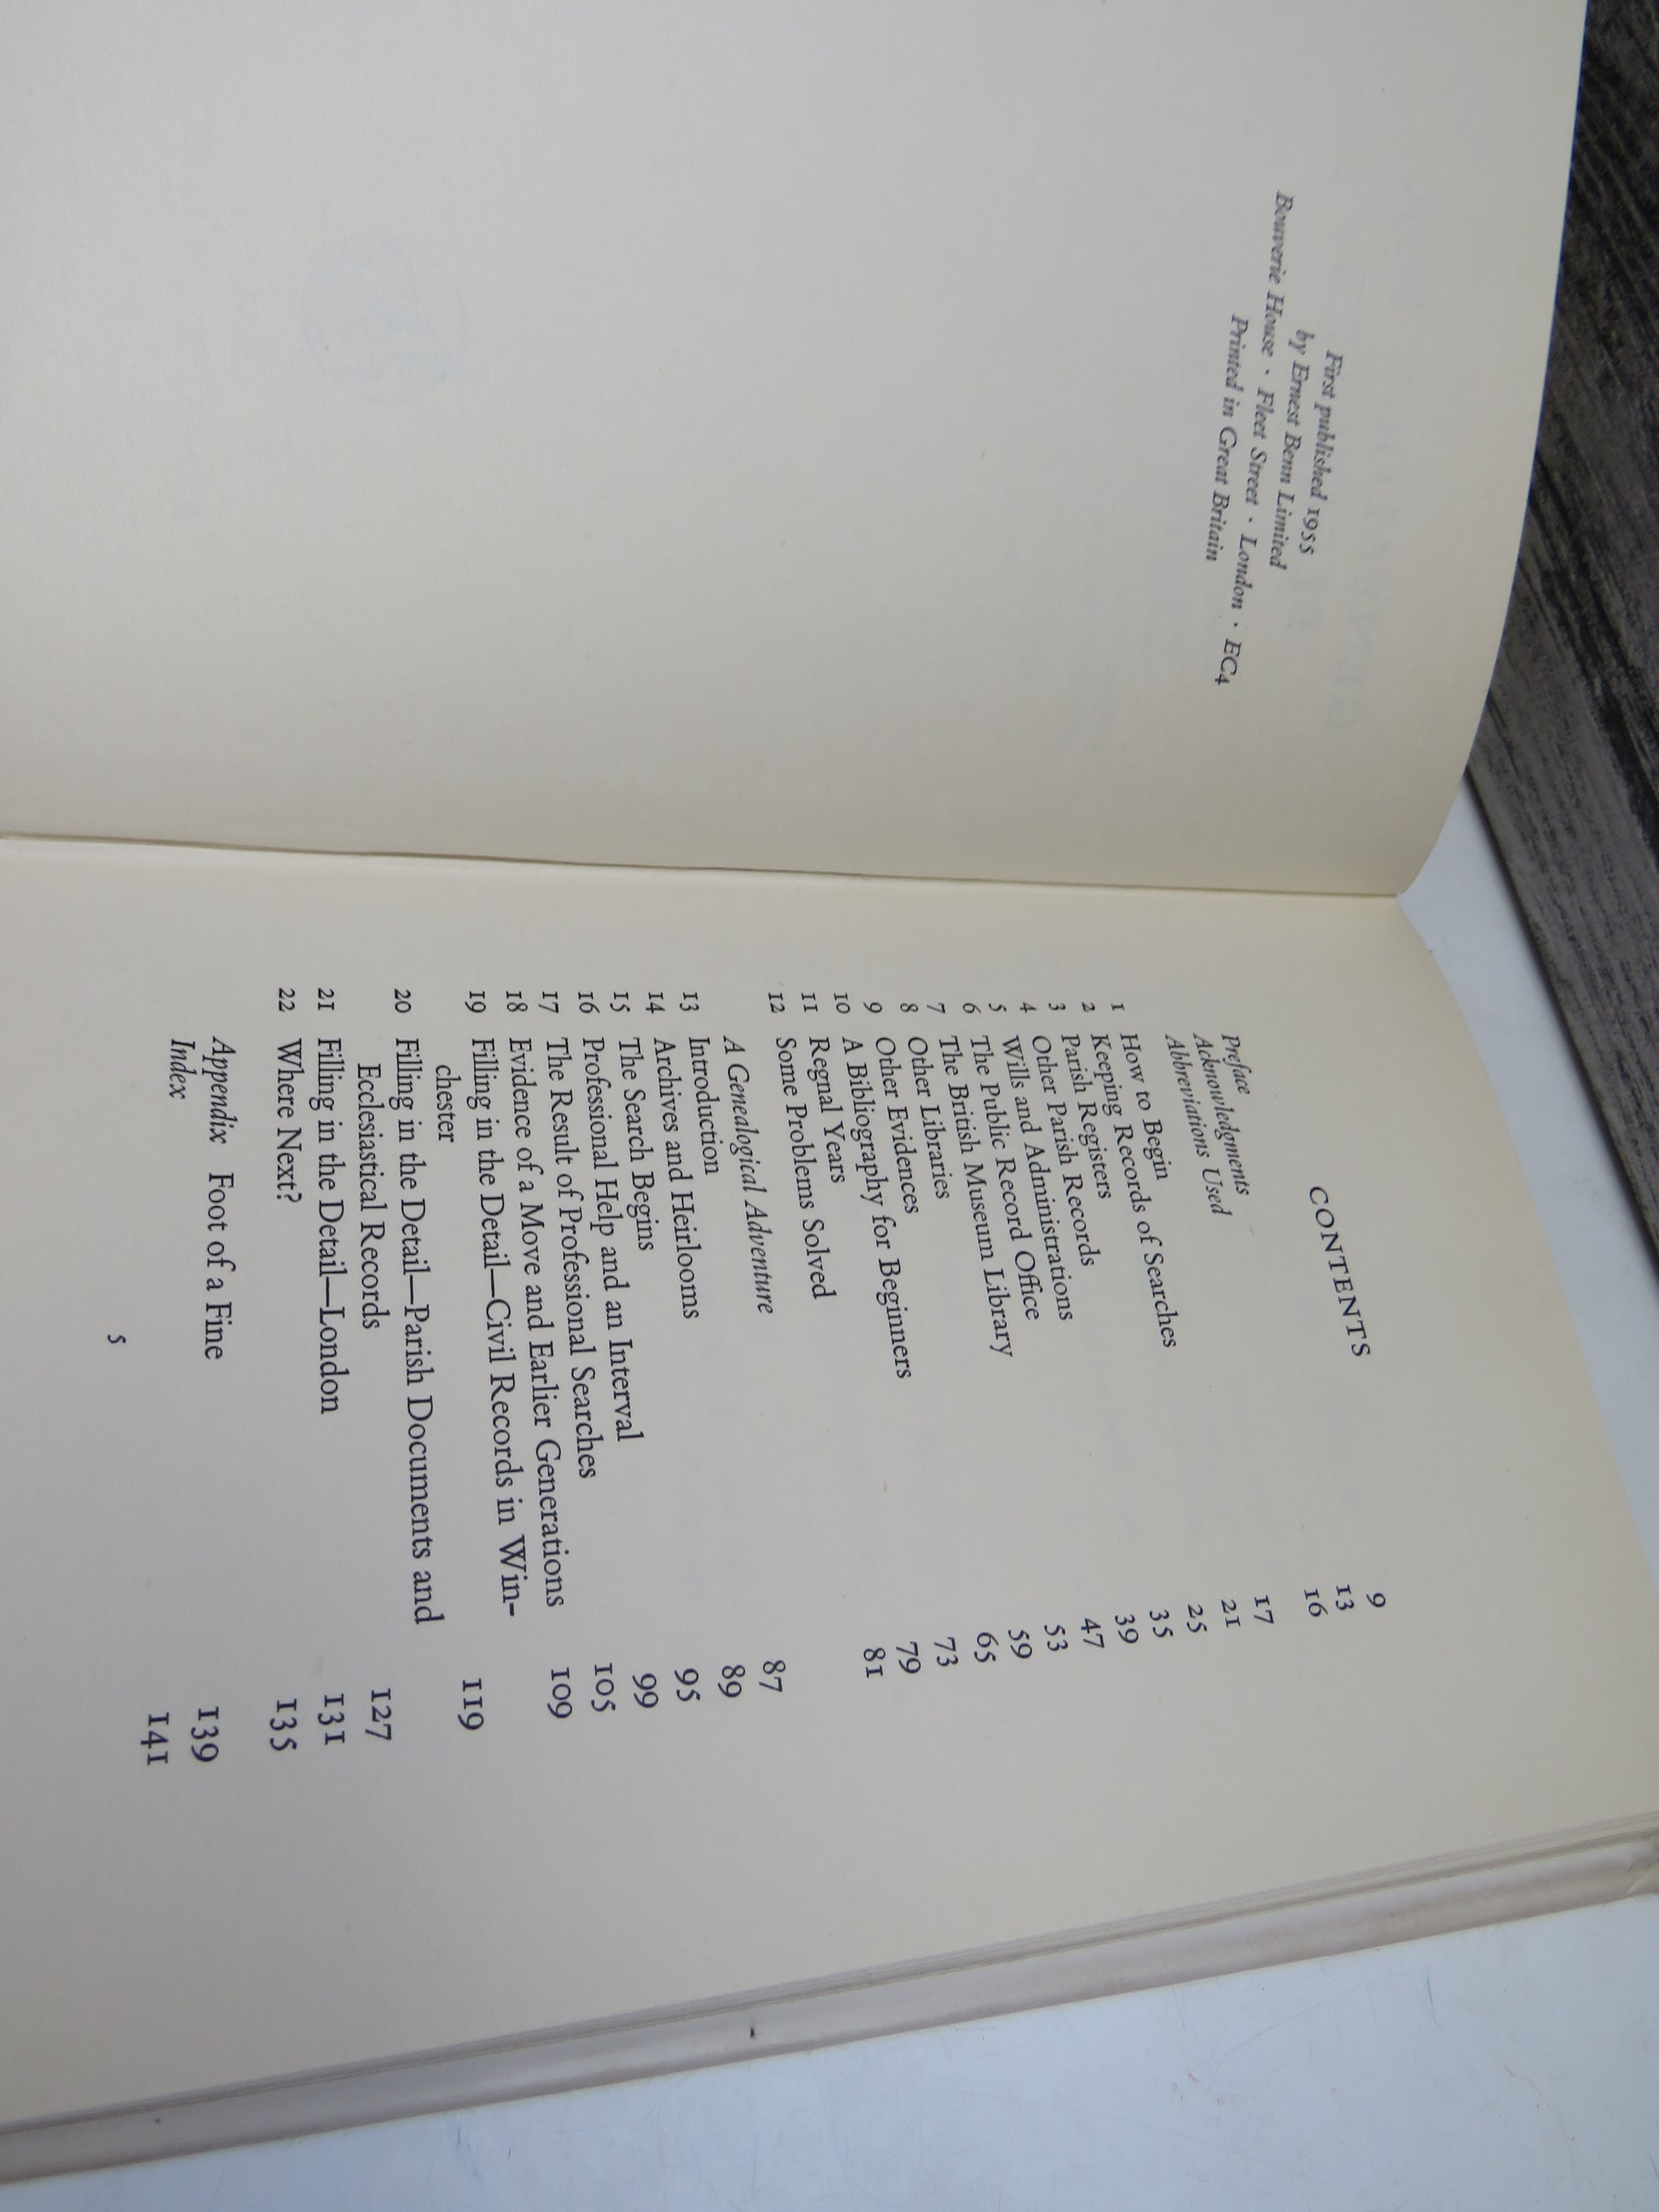 First published 1955
by Ernest Benn Limited
Bouverie House · Fleet Street · London · EC4
Printed in Great Britain
CONTENTS
Preface 9
Acknowledgments 13
Abbreviations Used 16
1 How to Begin 17
2 Keeping Records of Searches 21
3 Parish Registers 25
4 Other Parish Records 35
5 Wills and Administrations 39
6 The Public Record Office 47
7 The British Museum Library 53
8 Other Libraries 59
9 Other Evidences 65
10 A Bibliography for Beginners 73
11 Regnal Years 79
12 Some Problems Solved 81
A Genealogical Adventure
13 Introduction 87
14 Archives and Heirlooms 89
15 The Search Begins 95
16 Professional Help and an Interval 99
17 The Result of Professional Searches 105
18 Evidence of a Move and Earlier Generations 109
19 Filling in the Detail—Civil Records in Win-
chester 119
20 Filling in the Detail—Parish Documents and
Ecclesiastical Records 127
21 Filling in the Detail—London 131
22 Where Next? 135
Appendix Foot of a Fine 139
Index 141
5